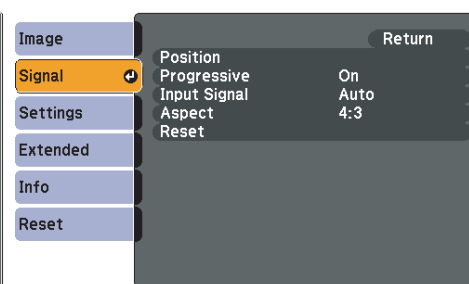 Image
Signal
Settings
Extended
Info
Reset
Return
Position
Progressive On
Input Signal Auto
Aspect 4:3
Reset